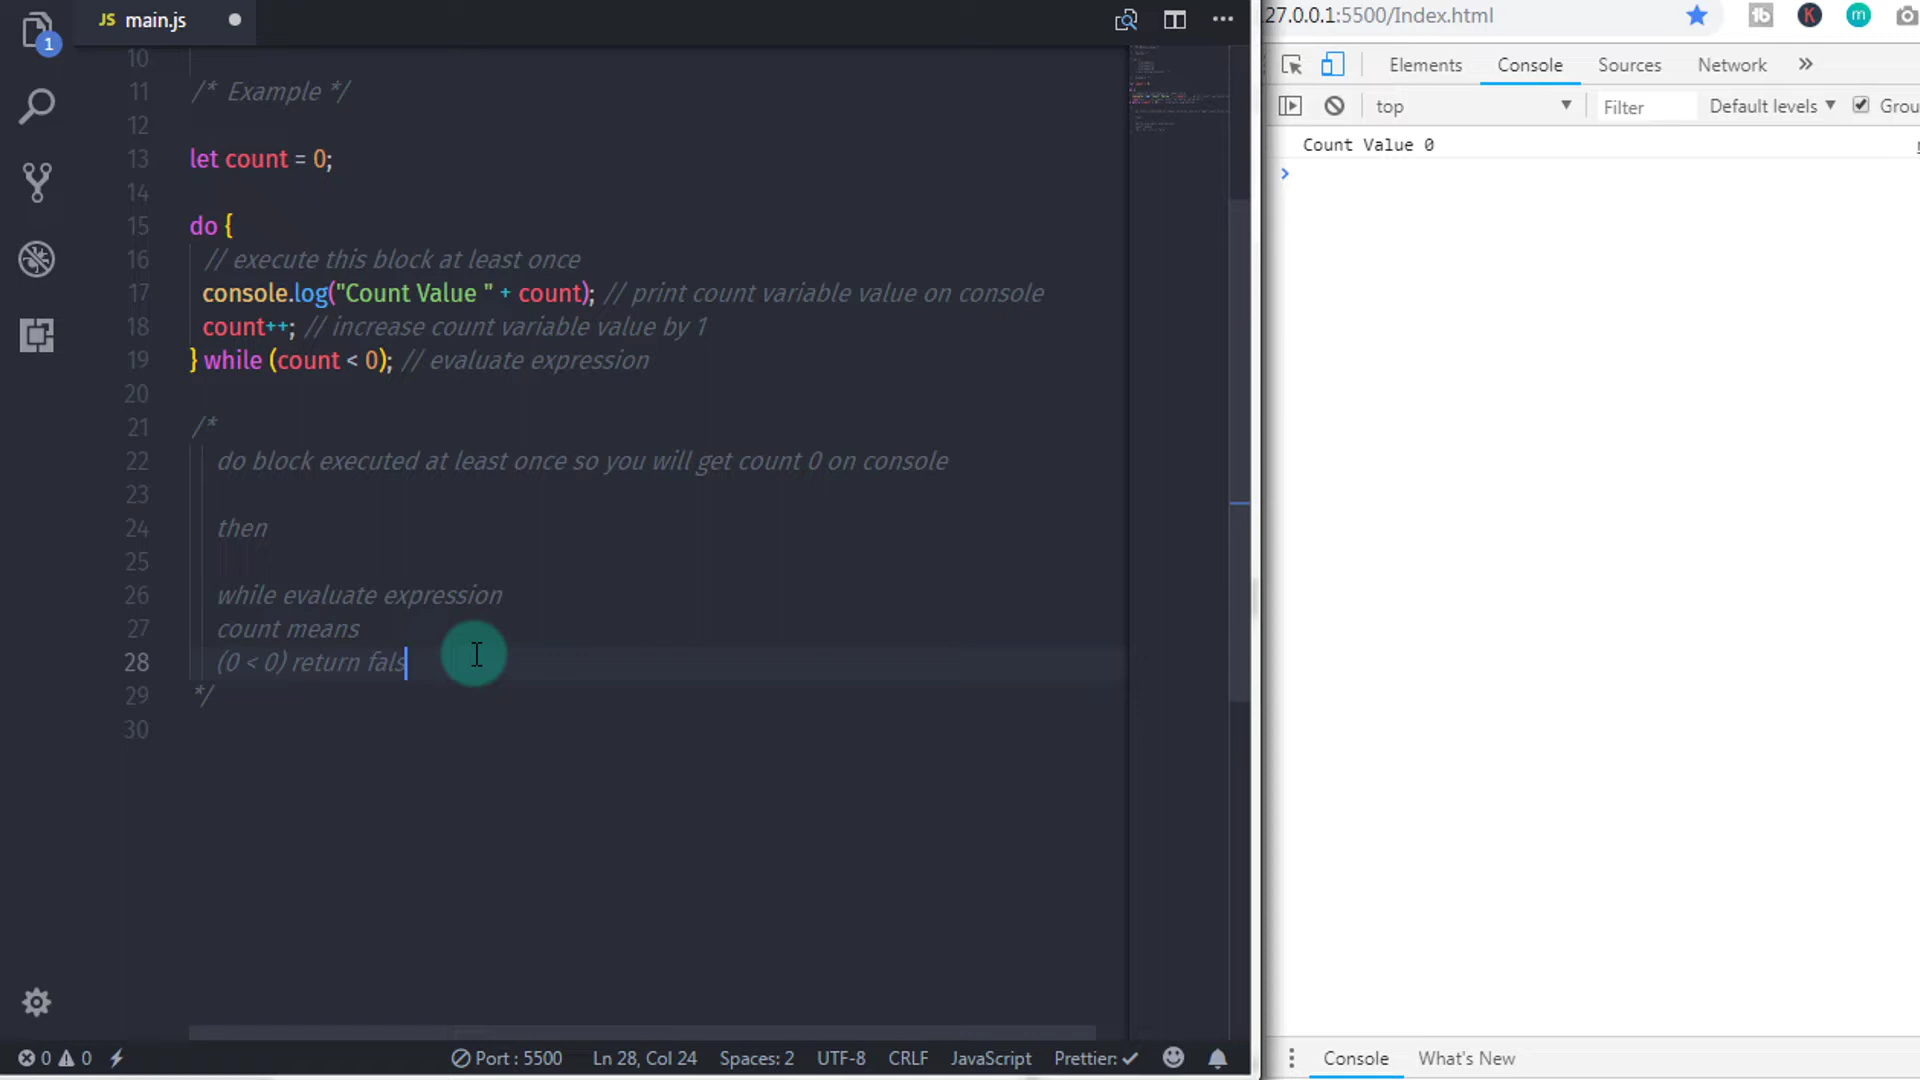 JS main.js
127.0.0.1:5500/Index.html
1
Elements Console Sources Network »
top Filter Default levels Grou
Count Value 0
10
11 /* Example */
12
13 let count = 0;
14
15 do {
16 // execute this block at least once
17 console.log("Count Value " + count); // print count variable value on console
18 count++; // increase count variable value by 1
19 } while (count < 0); // evaluate expression
20
21 /*
22 do block executed at least once so you will get count 0 on console
23
24 then
25
26 while evaluate expression
27 count means
28 (0 < 0) return fals
29 */
30
0 0 Port : 5500 Ln 28, Col 24 Spaces: 2 UTF-8 CRLF JavaScript Prettier: ✓
Console What's New